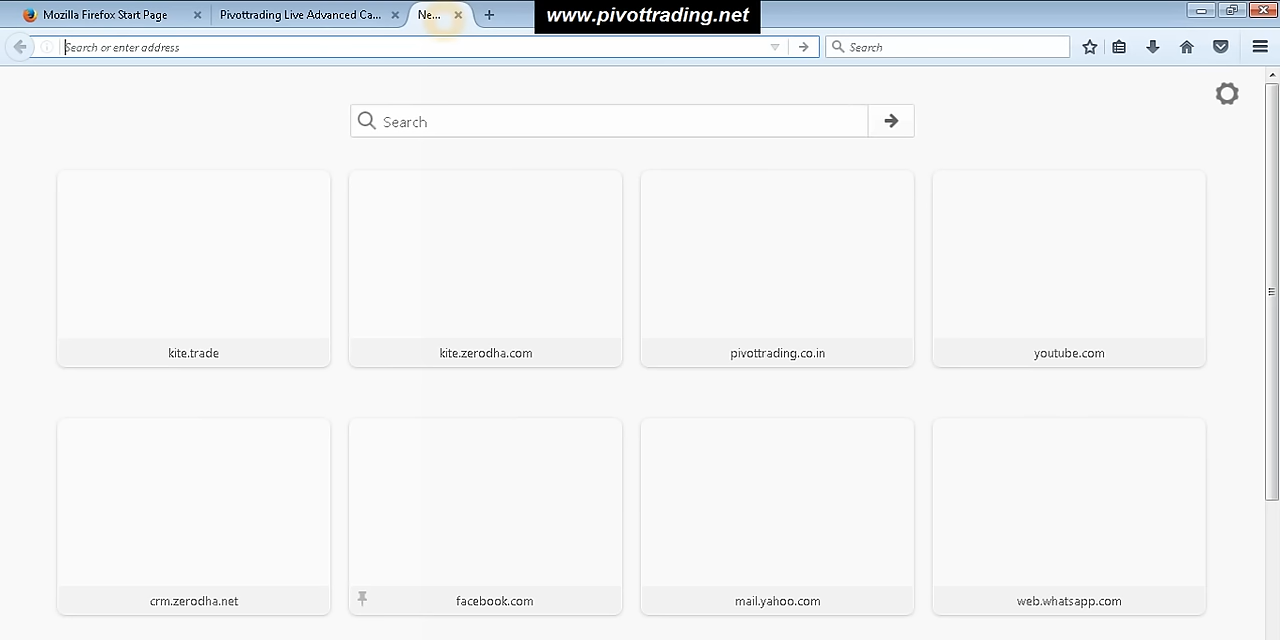 Mozilla Firefox Start Page
Pivottrading Live Advanced Ca...
Ne...
www.pivottrading.net
Search or enter address
Search
Search
kite.trade
kite.zerodha.com
pivottrading.co.in
youtube.com
crm.zerodha.net
facebook.com
mail.yahoo.com
web.whatsapp.com